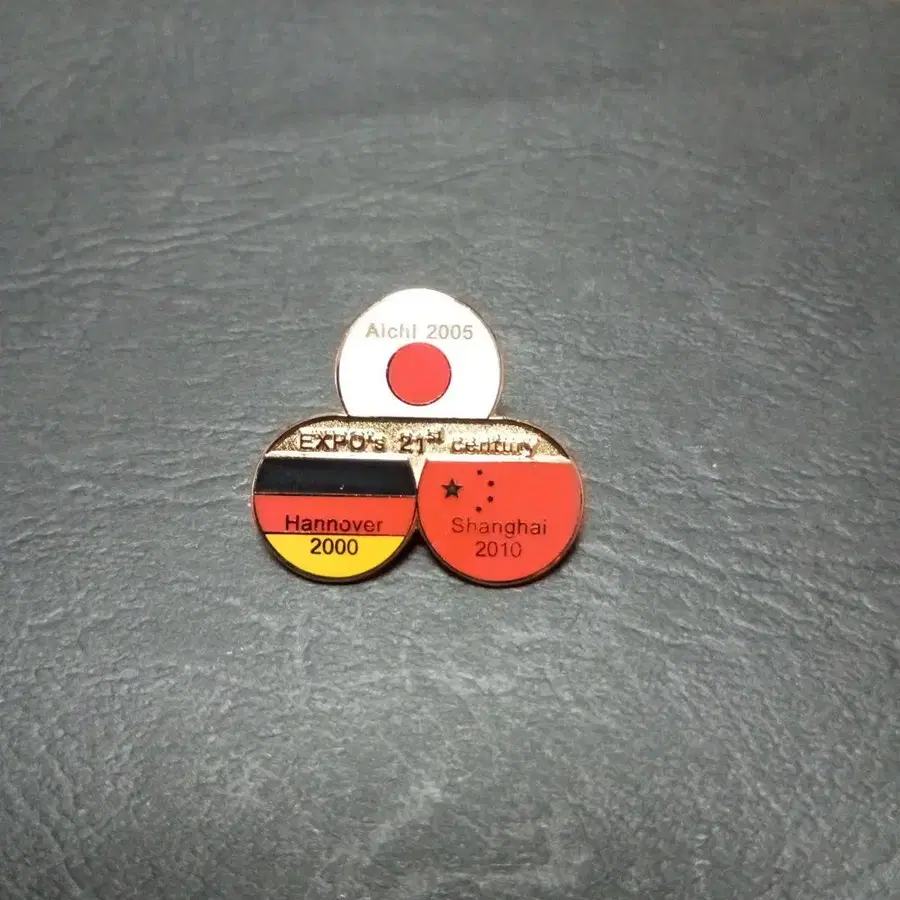 Aichi 2005
EXPO's 21st century
Hannover
2000
Shanghai
2010